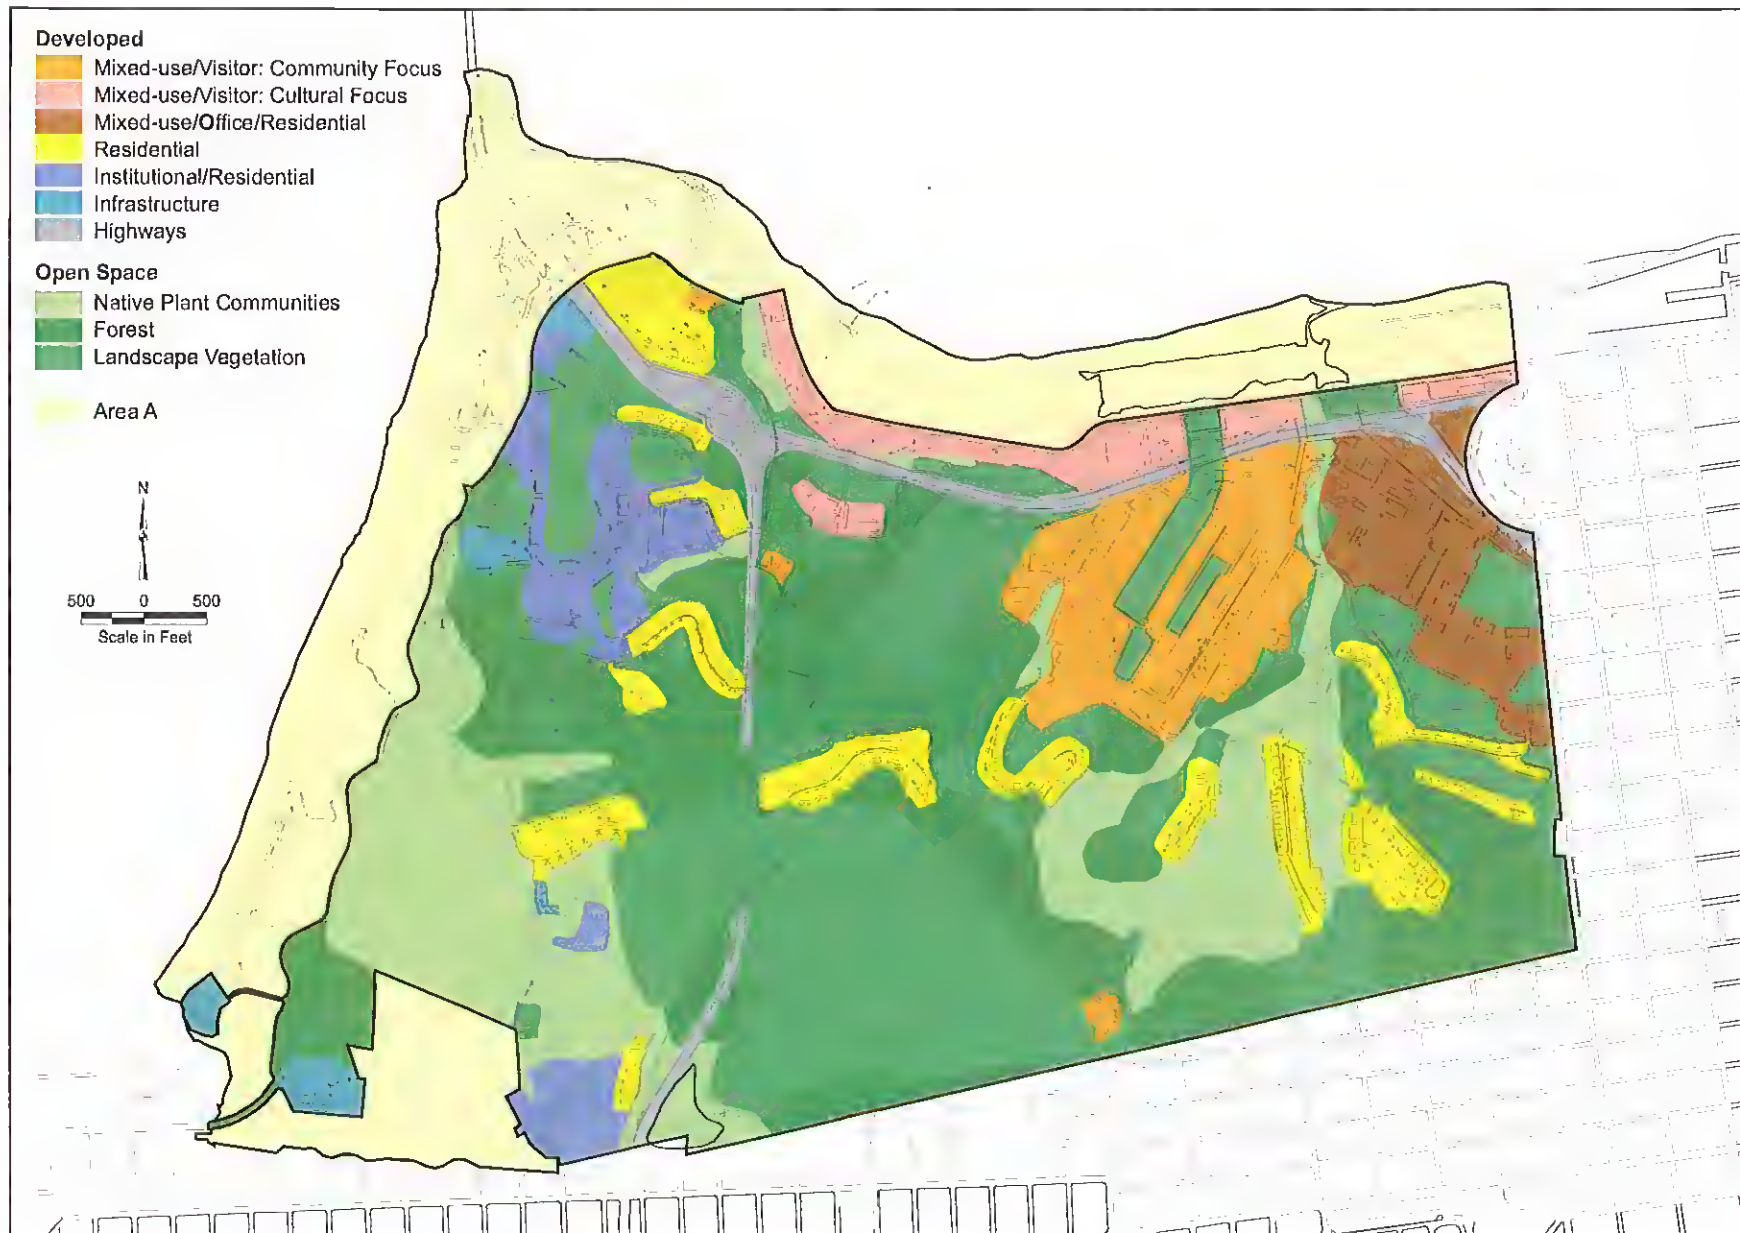 Developed
Mixed-use/Visitor: Community Focus
Mixed-use/Visitor: Cultural Focus
Mixed-use/Office/Residential
Residential
Institutional/Residential
Infrastructure
Highways
Open Space
Native Plant Communities
Forest
Landscape Vegetation
Area A
N
500 0 500
Scale in Feet